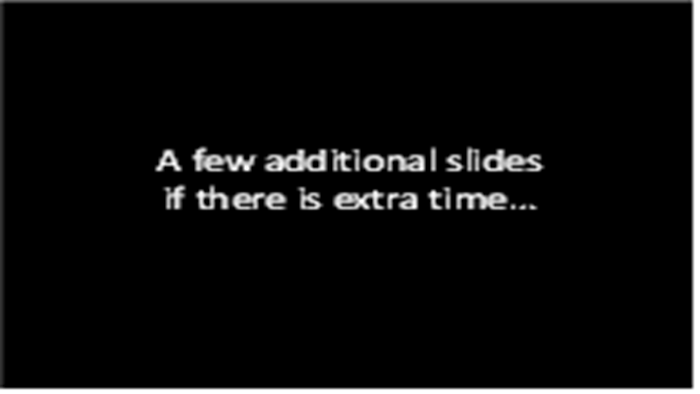 A few additional slides
if there is extra time...